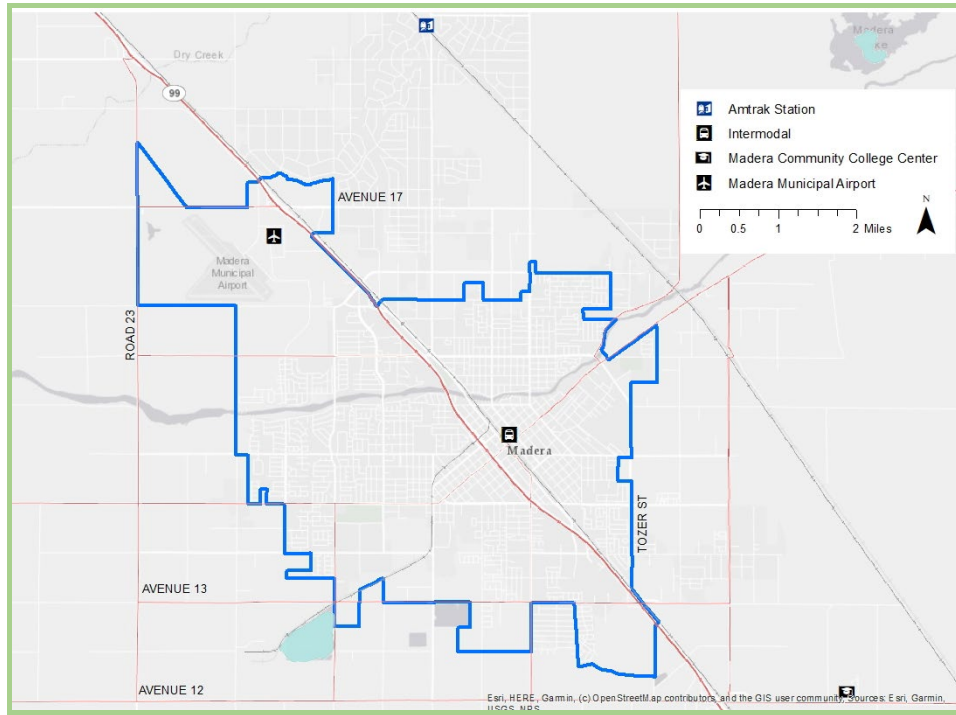 Dry Creek
Madera
ke
99
Amtrak Station
Intermodal
Madera Community College Center
Madera Municipal Airport
N
0 0.5 1 2 Miles
AVENUE 17
Madera
Municipal
Airport
ROAD 23
Madera
TOZER ST
AVENUE 13
AVENUE 12
Esri, HERE, Garmin, (c) OpenStreetMap contributors, and the GIS user community, Sources: Esri, Garmin,
USGS, NPS